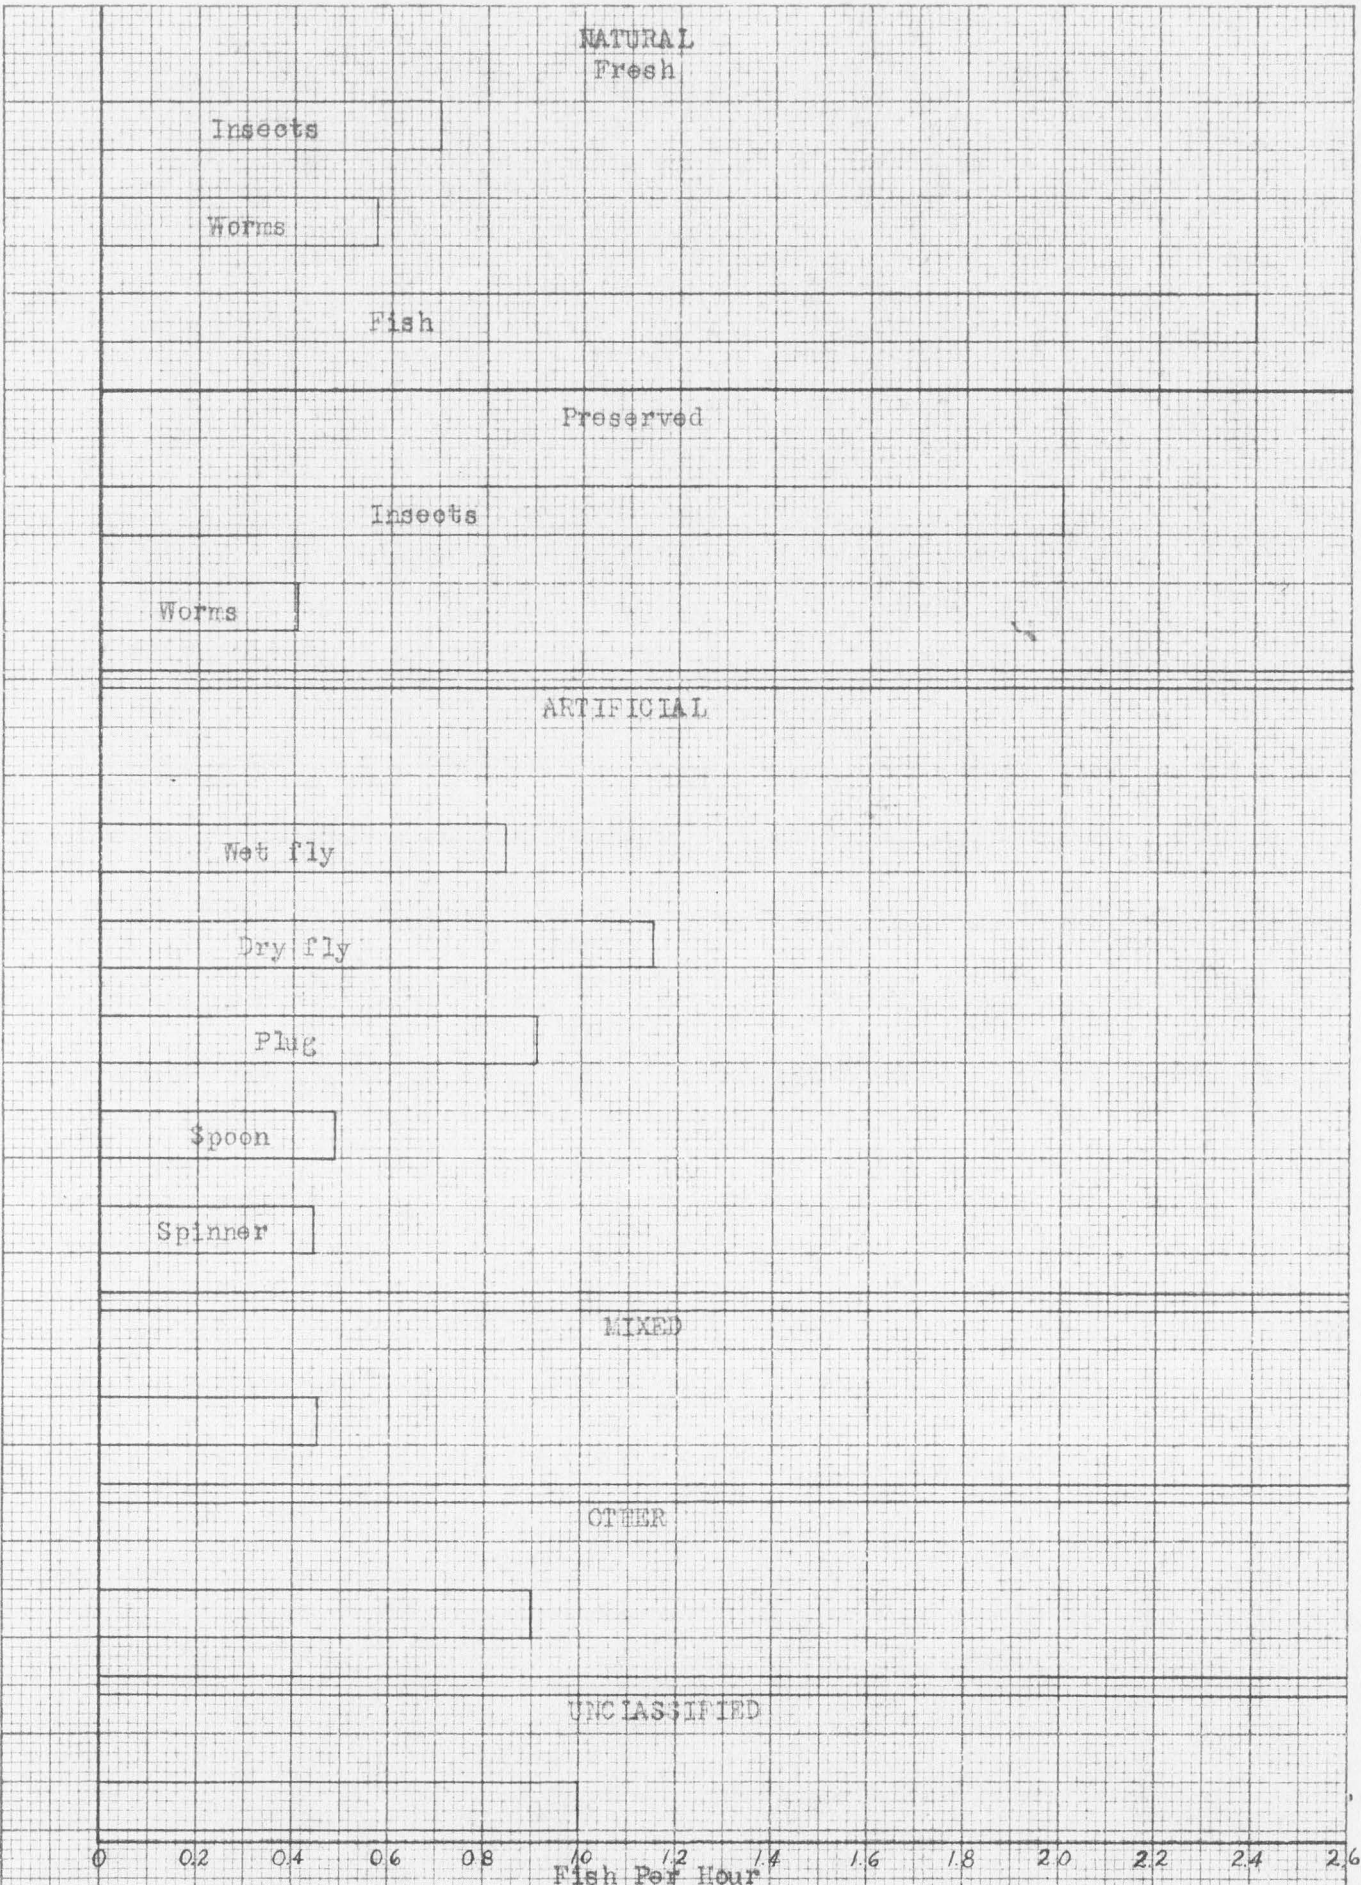 NATURAL
Fresh
Insects
Worms
Fish
Preserved
Insects
Worms
ARTIFICIAL
Wet fly
Dry fly
Plug
Spoon
Spinner
MIXED
OTHER
UNCLASSIFIED
0 0.2 0.4 0.6 0.8 1.0 1.2 1.4 1.6 1.8 2.0 2.2 2.4 2.6
Fish Per Hour